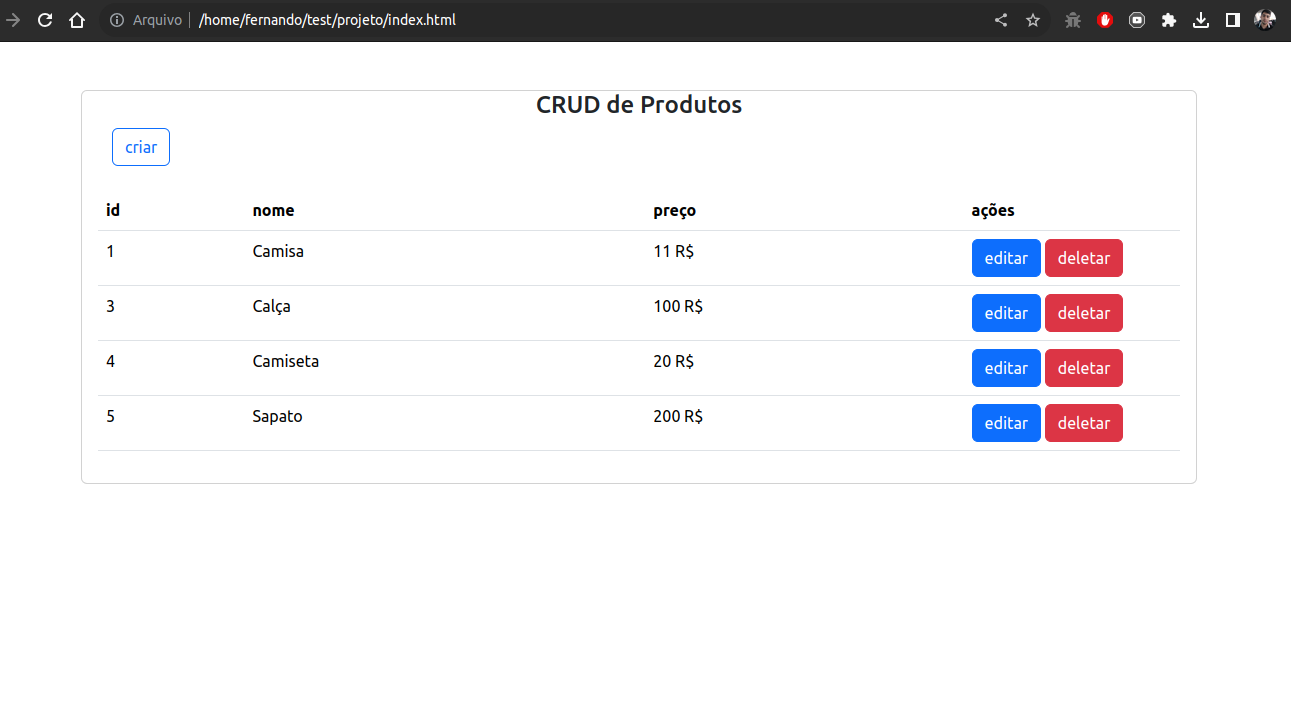 Arquivo /home/fernando/test/projeto/index.html
CRUD de Produtos
criar
id nome preço ações
1 Camisa 11 R$ editar deletar
3 Calça 100 R$ editar deletar
4 Camiseta 20 R$ editar deletar
5 Sapato 200 R$ editar deletar